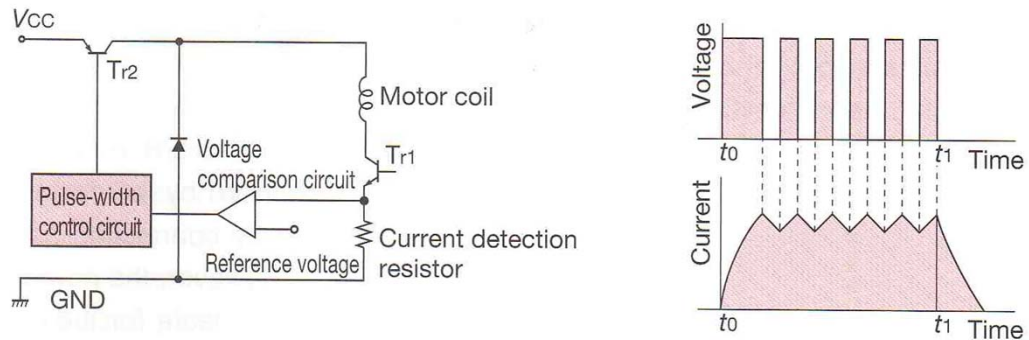 VCC
Tr2
Motor coil
Tr1
Voltage
comparison circuit
Pulse-width
control circuit
Current detection
resistor
Reference voltage
GND
Voltage
t0
t1
Time
Current
t0
t1
Time